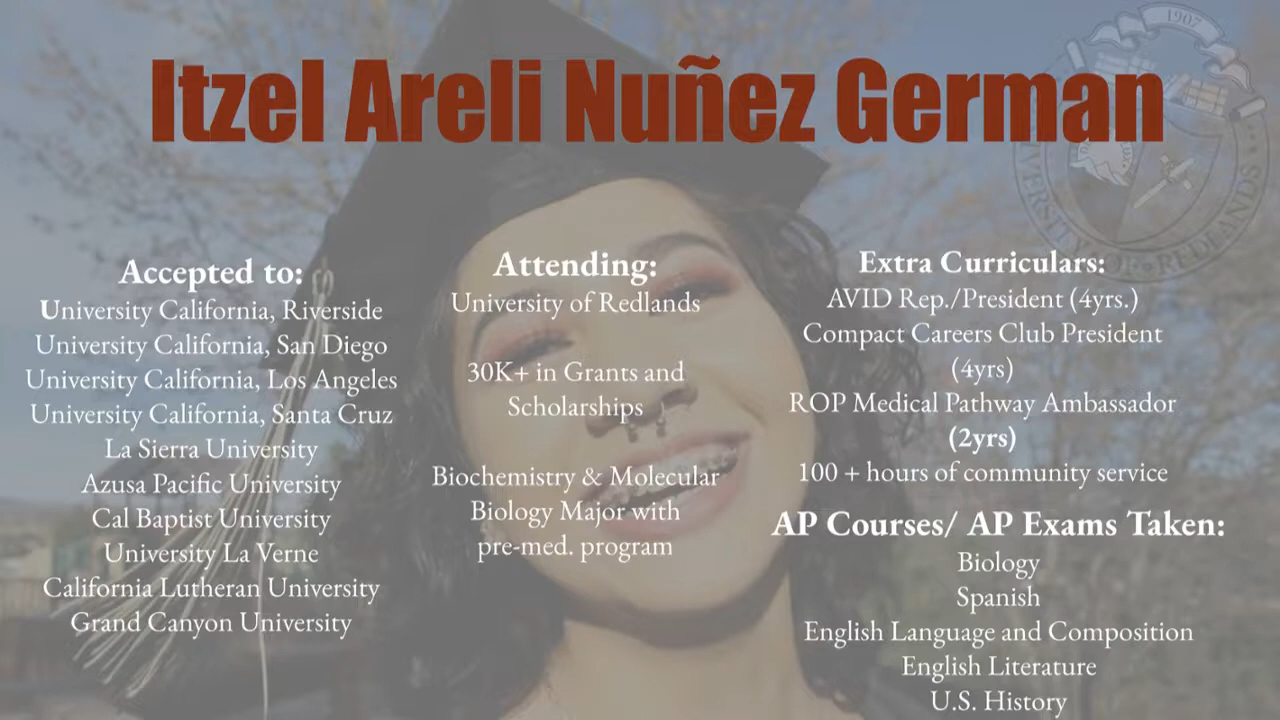 Itzel Areli Nuñez German
1907
UNIVERSITY OF REDLANDS
Accepted to:
University California, Riverside
University California, San Diego
University California, Los Angeles
University California, Santa Cruz
La Sierra University
Azusa Pacific University
Cal Baptist University
University La Verne
California Lutheran University
Grand Canyon University
Attending:
University of Redlands
30K+ in Grants and
Scholarships
Biochemistry & Molecular
Biology Major with
pre-med. program
Extra Curriculars:
AVID Rep./President (4yrs.)
Compact Careers Club President
(4yrs)
ROP Medical Pathway Ambassador
(2yrs)
100 + hours of community service
AP Courses/ AP Exams Taken:
Biology
Spanish
English Language and Composition
English Literature
U.S. History